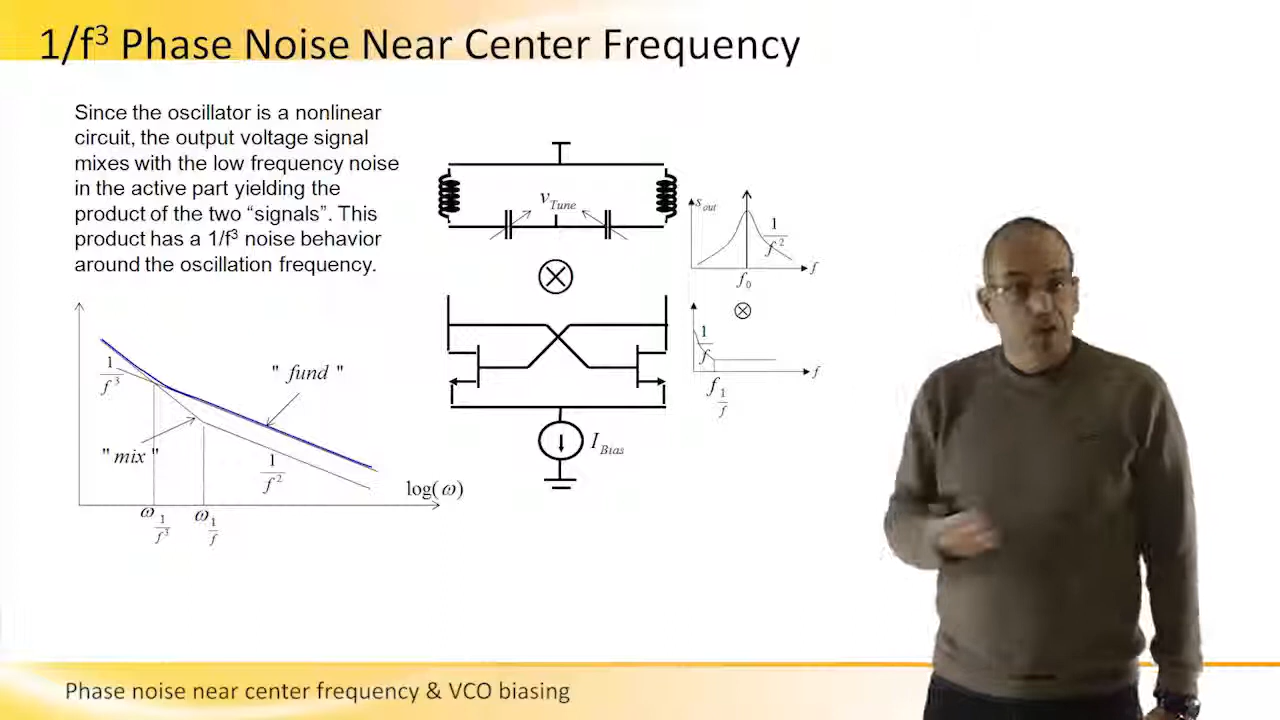 1/f³ Phase Noise Near Center Frequency
Since the oscillator is a nonlinear
circuit, the output voltage signal
mixes with the low frequency noise
in the active part yielding the
product of the two “signals”. This
product has a 1/f³ noise behavior
around the oscillation frequency.
v_Tune
I_Bias
s_out
1/f²
f
f₀
1/f
f
f_1/f
1/f³
" fund "
" mix "
1/f²
log(ω)
ω_1/f³
ω_1/f
Phase noise near center frequency & VCO biasing